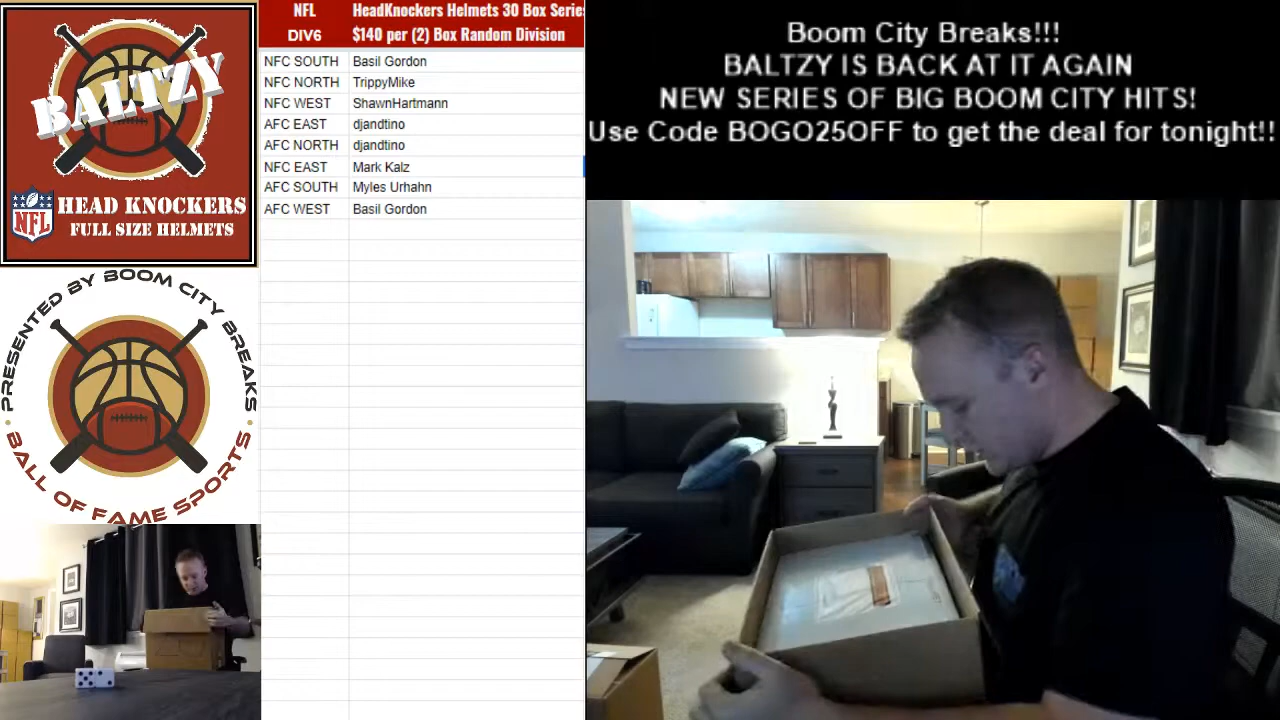 BALTZY
NFL
HEAD KNOCKERS
FULL SIZE HELMETS
PRESENTED BY BOOM CITY BREAKS
BALL OF FAME SPORTS
NFL HeadKnockers Helmets 30 Box Series
DIV6 $140 per (2) Box Random Division
NFC SOUTH Basil Gordon
NFC NORTH TrippyMike
NFC WEST ShawnHartmann
AFC EAST djandtino
AFC NORTH djandtino
NFC EAST Mark Kalz
AFC SOUTH Myles Urhahn
AFC WEST Basil Gordon
Boom City Breaks!!!
BALTZY IS BACK AT IT AGAIN
NEW SERIES OF BIG BOOM CITY HITS!
Use Code BOGO25OFF to get the deal for tonight!!